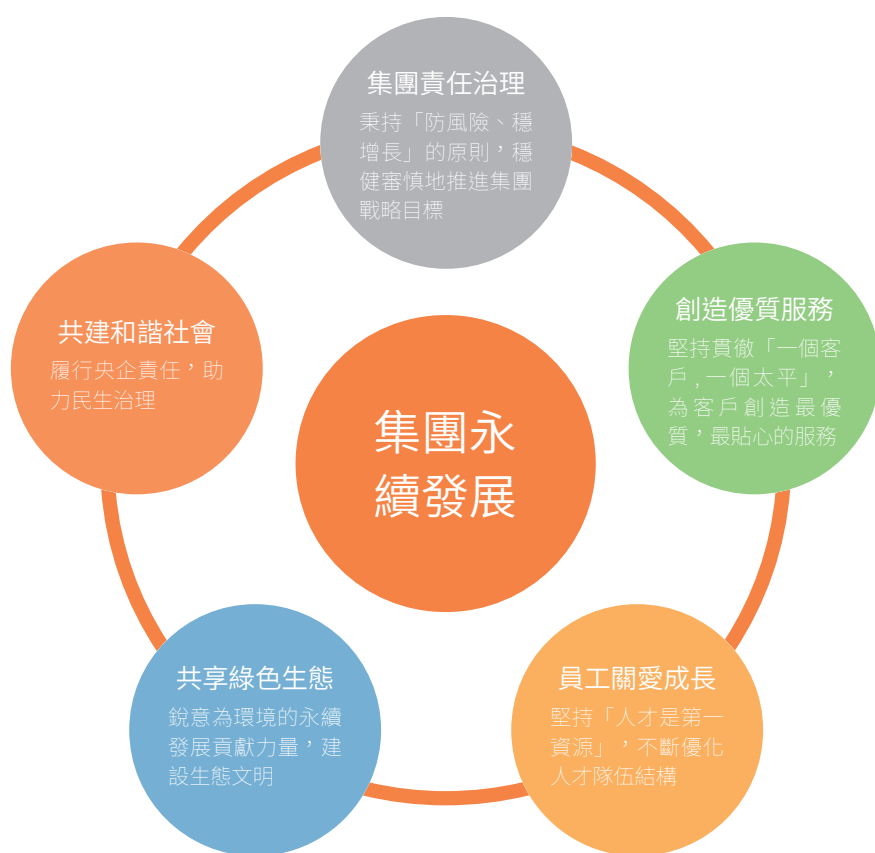 集團責任治理
秉持「防風險、穩
增長」的原則，穩
健審慎地推進集團
戰略目標
創造優質服務
堅持貫徹「一個客
戶，一個太平」，
為客戶創造最優
質，最貼心的服務
共建和諧社會
履行央企責任，助
力民生治理
集團永
續發展
共享綠色生態
銳意為環境的永續
發展貢獻力量，建
設生態文明
員工關愛成長
堅持「人才是第一
資源」，不斷優化
人才隊伍結構